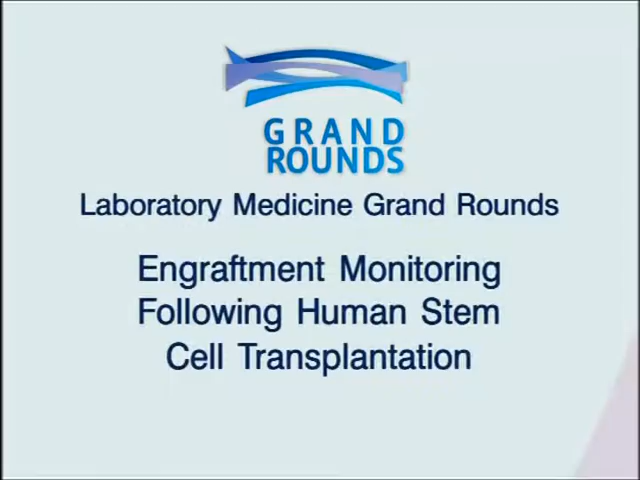 GRAND
ROUNDS
Laboratory Medicine Grand Rounds
Engraftment Monitoring
Following Human Stem
Cell Transplantation